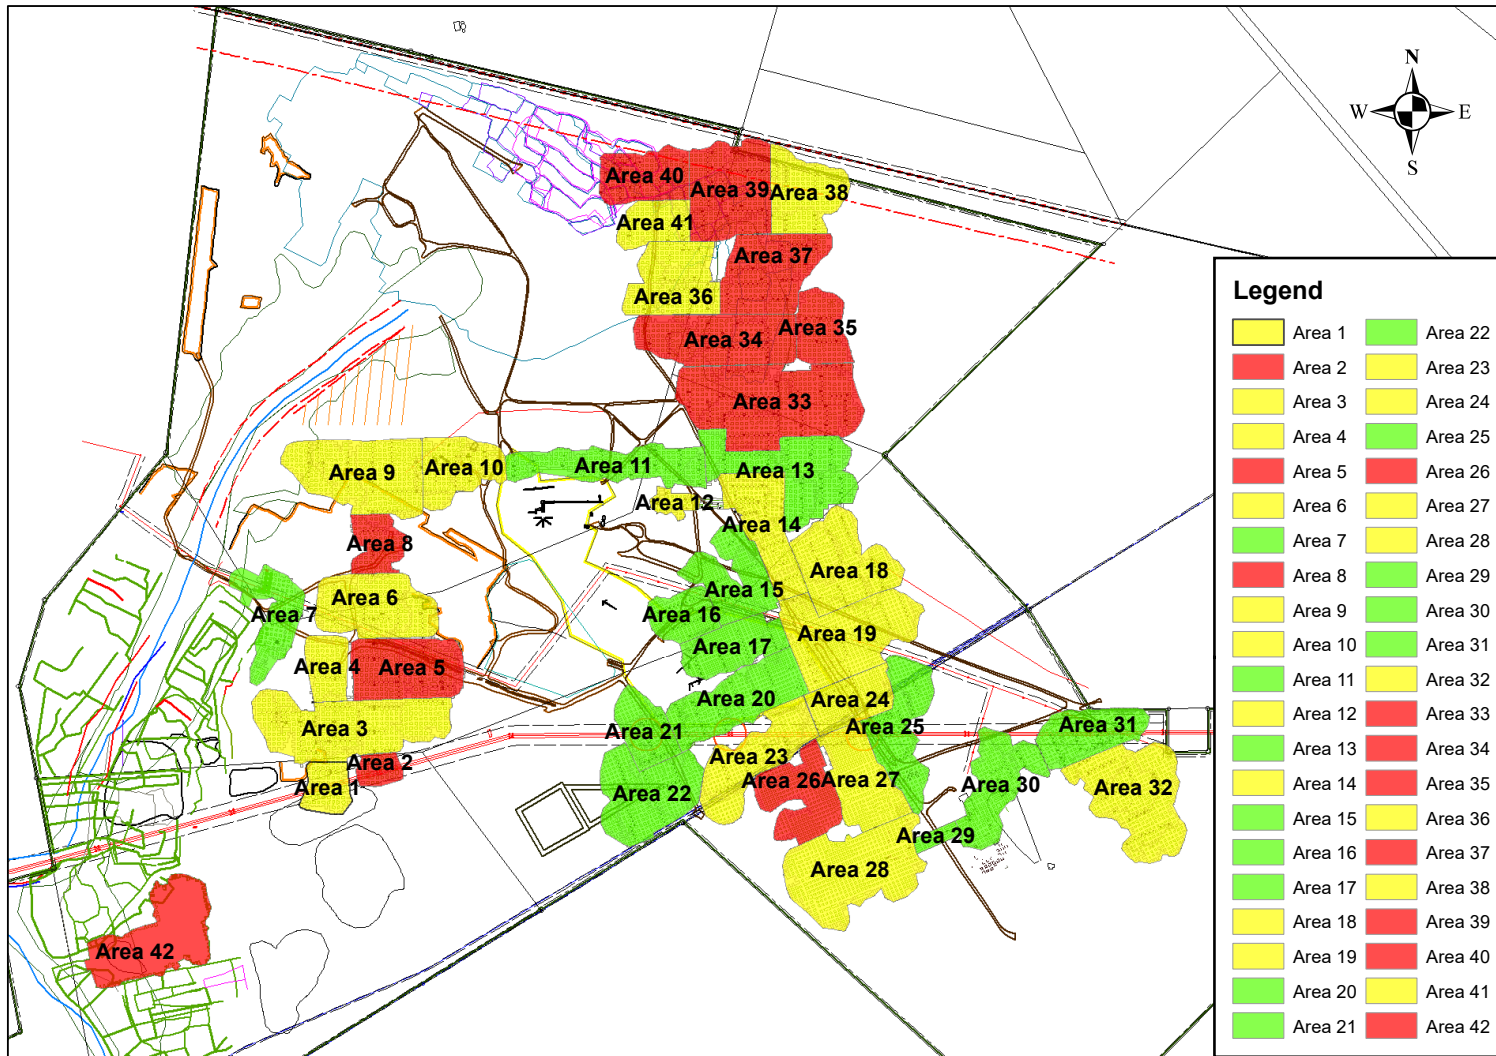 N
W E
S
Area 40
Area 39
Area 38
Area 41
Area 37
Area 36
Area 35
Area 34
Area 33
Area 9
Area 10
Area 11
Area 13
Area 12
Area 14
Area 8
Area 18
Area 15
Area 6
Area 7
Area 16
Area 19
Area 17
Area 4
Area 5
Area 20
Area 24
Area 3
Area 21
Area 25
Area 31
Area 23
Area 2
Area 26
Area 27
Area 30
Area 1
Area 22
Area 32
Area 29
Area 28
Area 42
Legend
Area 1
Area 2
Area 3
Area 4
Area 5
Area 6
Area 7
Area 8
Area 9
Area 10
Area 11
Area 12
Area 13
Area 14
Area 15
Area 16
Area 17
Area 18
Area 19
Area 20
Area 21
Area 22
Area 23
Area 24
Area 25
Area 26
Area 27
Area 28
Area 29
Area 30
Area 31
Area 32
Area 33
Area 34
Area 35
Area 36
Area 37
Area 38
Area 39
Area 40
Area 41
Area 42